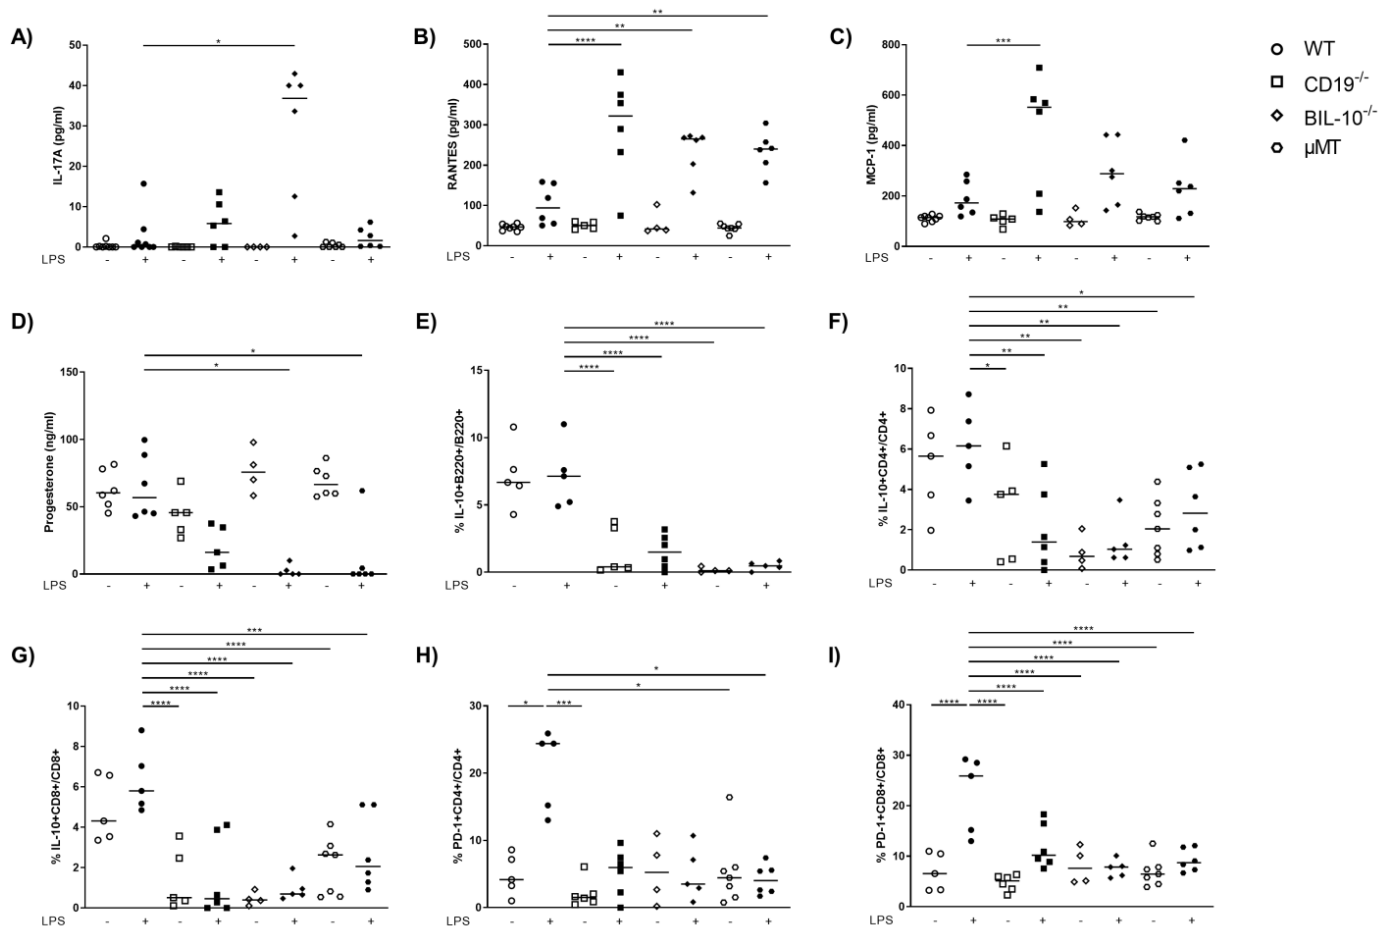 A)
*
50
40
30
20
10
0
IL-17A (pg/ml)
LPS - + - + - + - +
B)
**
**
****
500
400
300
200
100
0
RANTES (pg/ml)
LPS - + - + - + - +
C)
***
800
600
400
200
0
MCP-1 (pg/ml)
LPS - + - + - + - +
WT
CD19-/-
BIL-10-/-
µMT
D)
*
*
150
100
50
0
Progesterone (ng/ml)
LPS - + - + - + - +
E)
****
****
****
****
15
10
5
0
% IL-10+B220+/B220+
LPS - + - + - + - +
F)
*
**
**
**
**
*
10
8
6
4
2
0
% IL-10+CD4+/CD4+
LPS - + - + - + - +
G)
***
****
****
****
****
****
10
8
6
4
2
0
% IL-10+CD8+/CD8+
LPS - + - + - + - +
H)
*
*
* ***
30
20
10
0
% PD-1+CD4+/CD4+
LPS - + - + - + - +
I)
****
****
****
****
****
**** ****
40
30
20
10
0
% PD-1+CD8+/CD8+
LPS - + - + - + - +